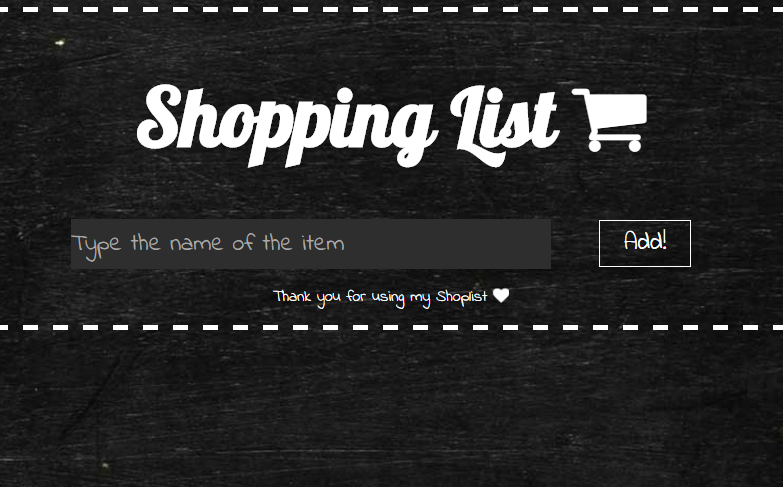 Shopping List
Type the name of the item
Add!
Thank you for using my Shoplist